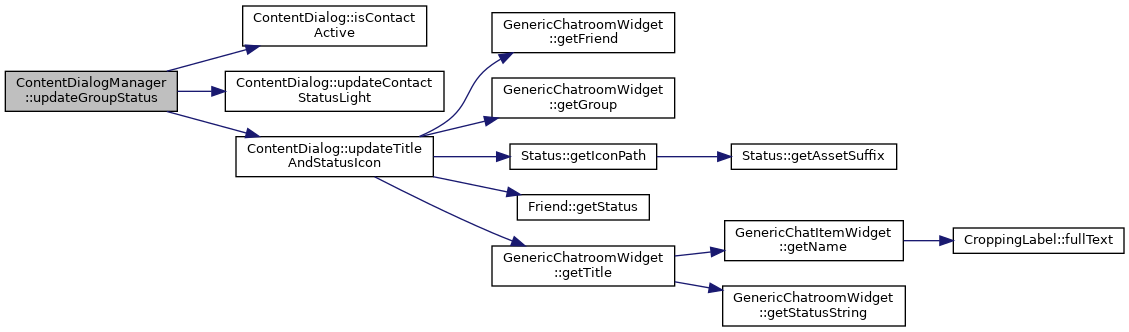 ContentDialogManager
::updateGroupStatus
ContentDialog::isContact
Active
ContentDialog::updateContact
StatusLight
ContentDialog::updateTitle
AndStatusIcon
GenericChatroomWidget
::getFriend
GenericChatroomWidget
::getGroup
Status::getIconPath
Status::getAssetSuffix
Friend::getStatus
GenericChatroomWidget
::getTitle
GenericChatItemWidget
::getName
CroppingLabel::fullText
GenericChatroomWidget
::getStatusString